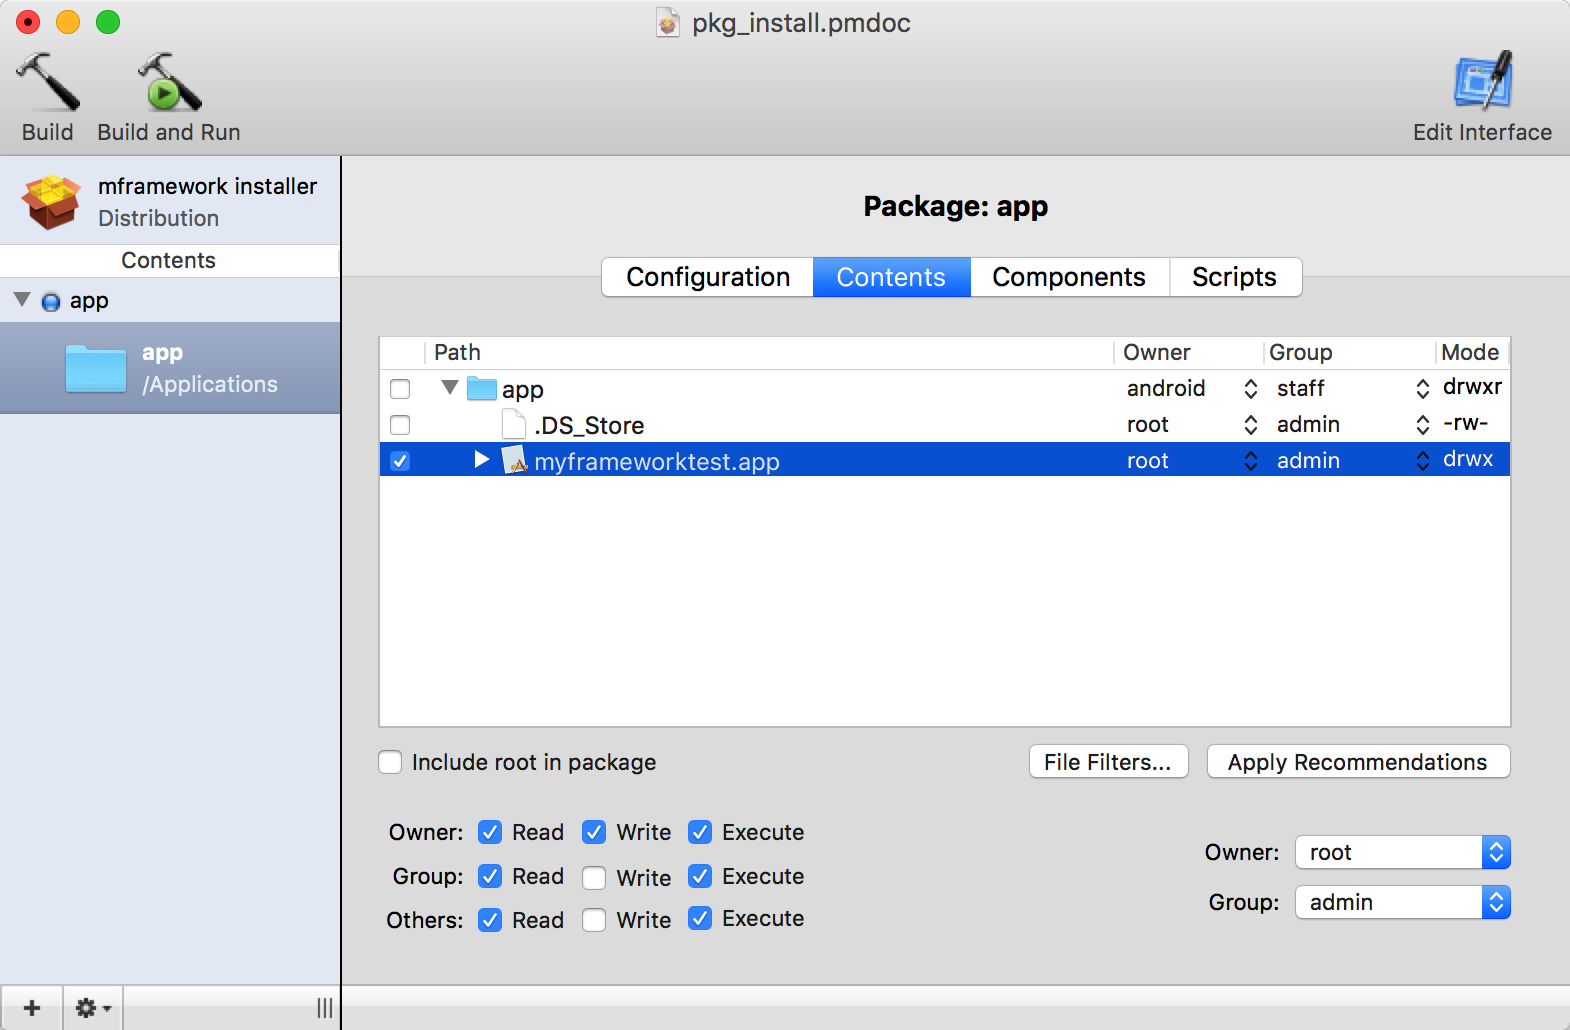 pkg_install.pmdoc
Build
Build and Run
Edit Interface
mframework installer
Distribution
Contents
app
app
/Applications
Package: app
Configuration
Contents
Components
Scripts
Path Owner Group Mode
app android staff drwxr
.DS_Store root admin -rw-
myframeworktest.app root admin drwx
Include root in package
File Filters...
Apply Recommendations
Owner: Read Write Execute
Group: Read Write Execute
Others: Read Write Execute
Owner: root
Group: admin